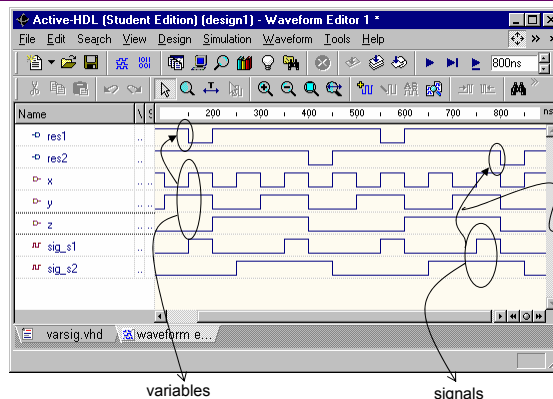 Active-HDL (Student Edition) (design1) - Waveform Editor 1 *
File Edit Search View Design Simulation Waveform Tools Help
800ns
Name
200 300 400 500 600 700 800 ns
res1
res2
x
y
z
sig_s1
sig_s2
varsig.vhd waveform e...
variables signals